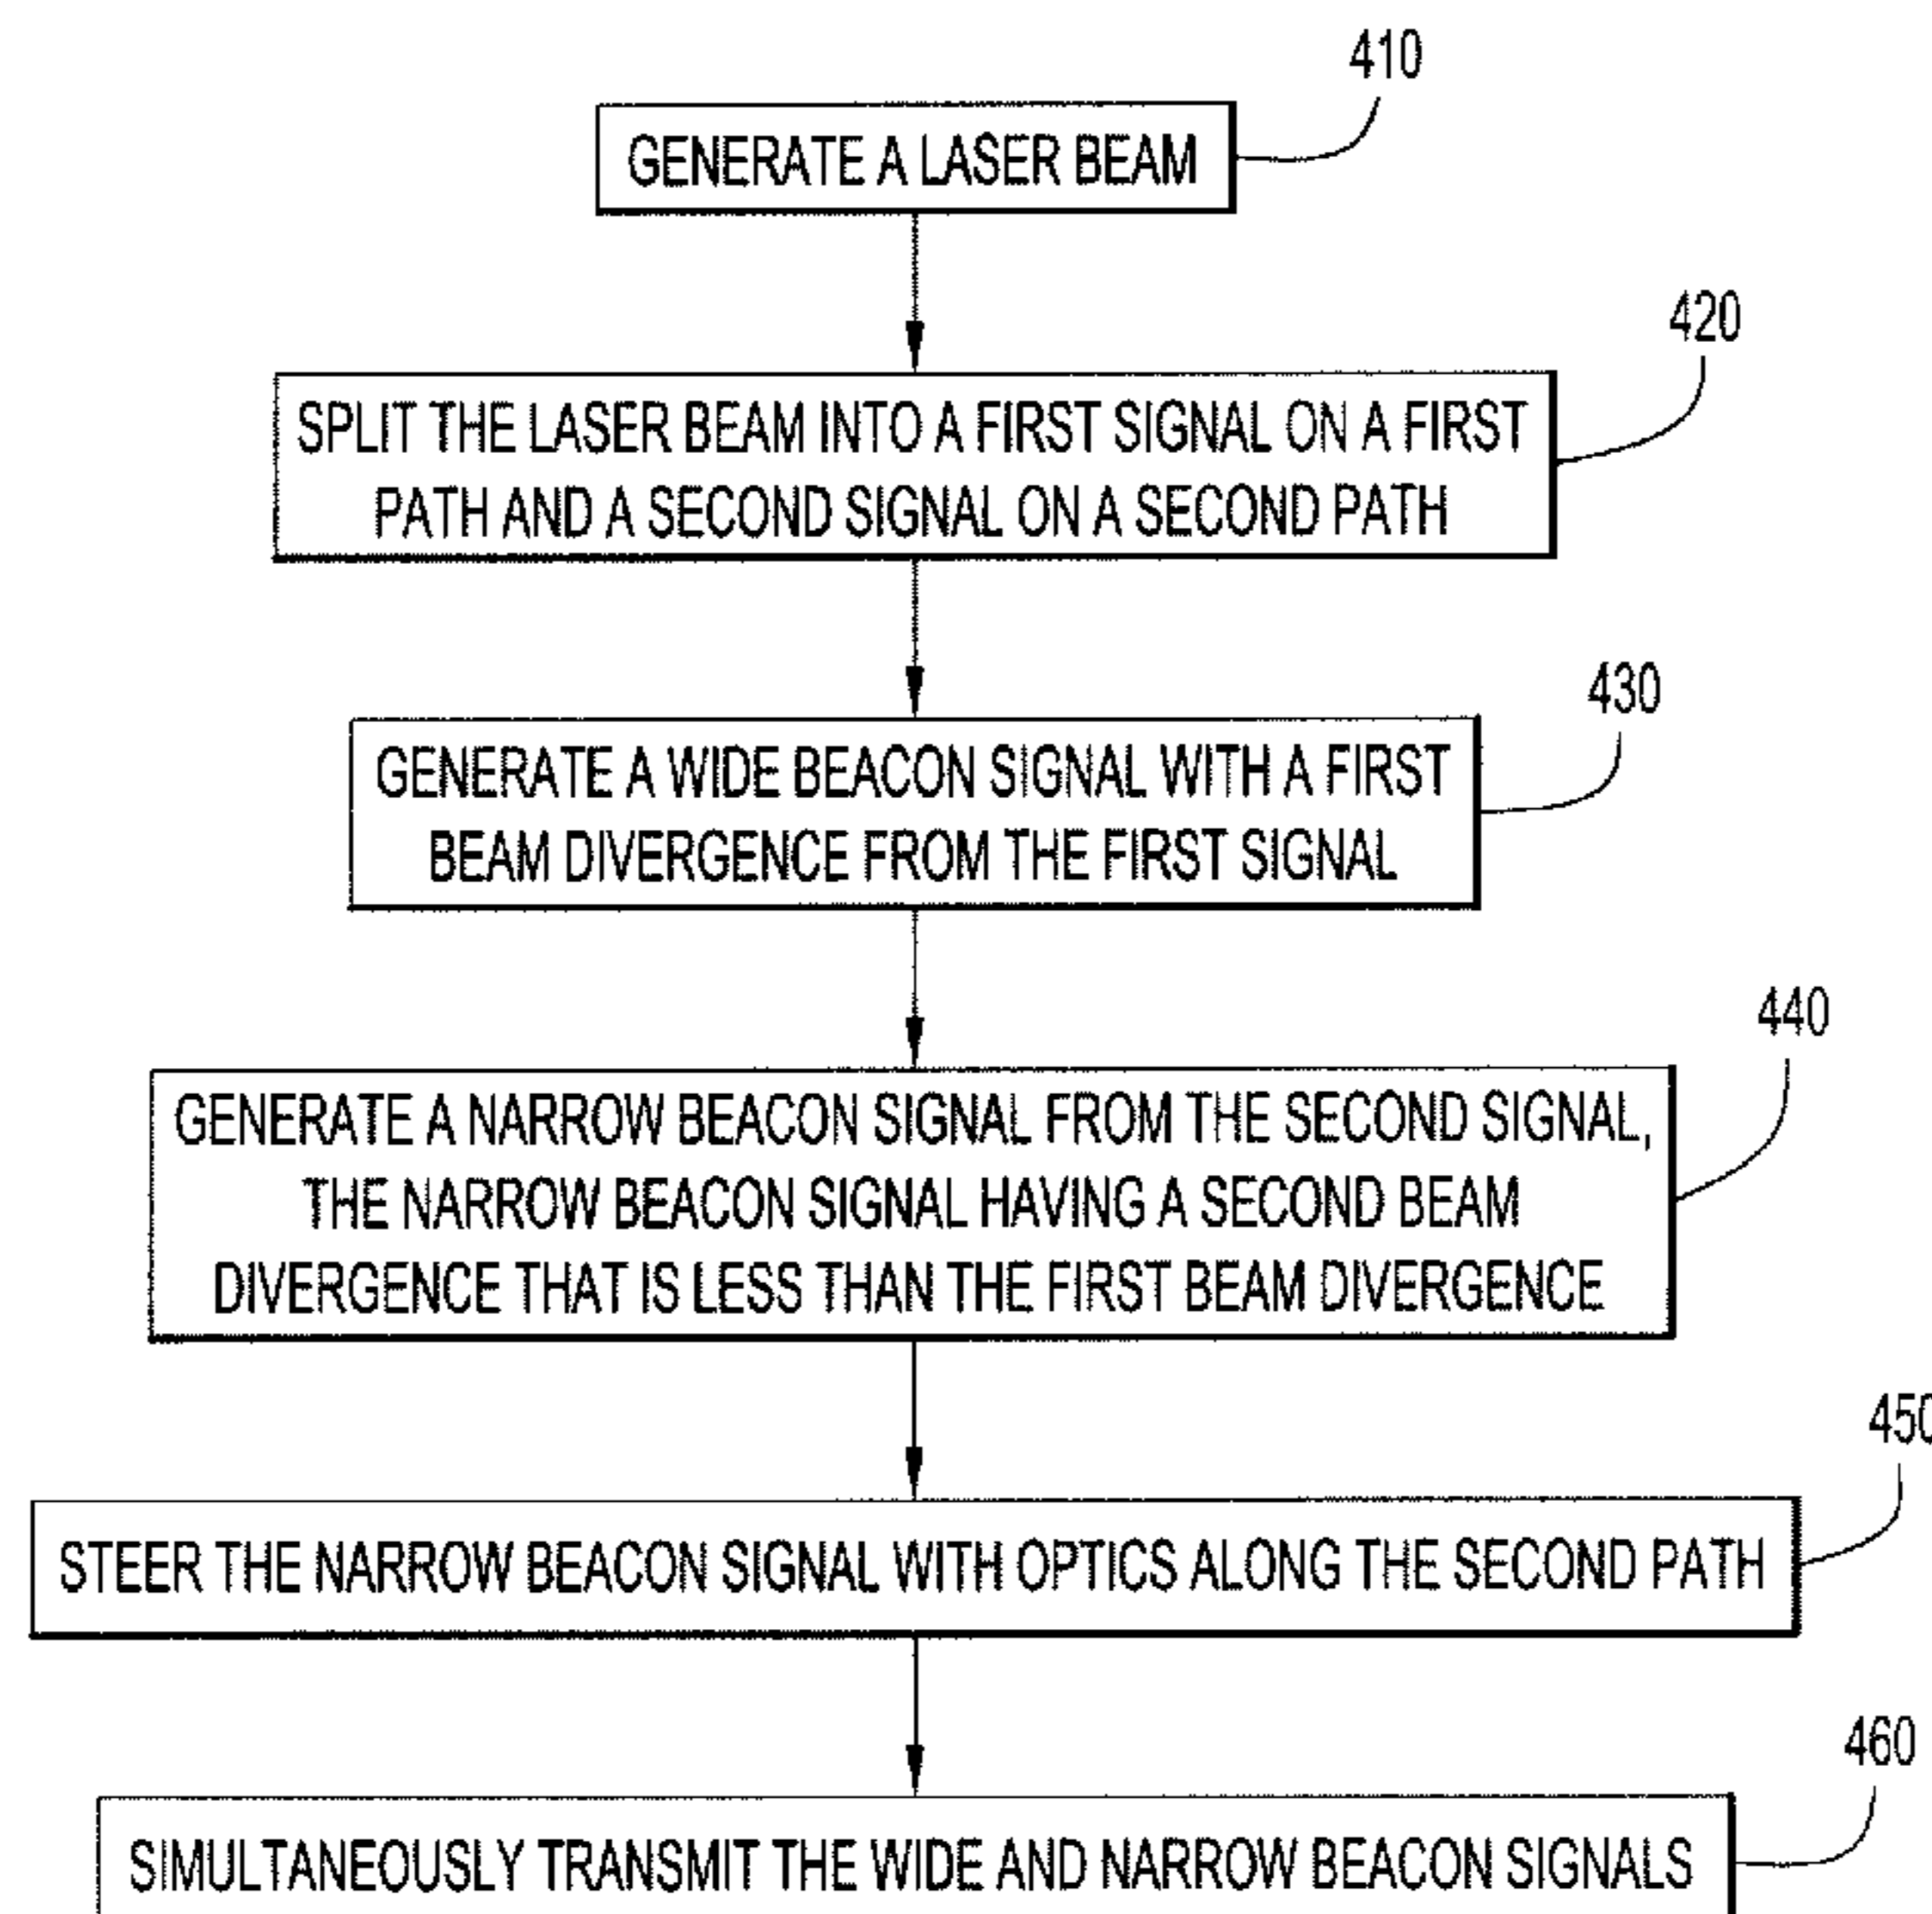 410
GENERATE A LASER BEAM
420
SPLIT THE LASER BEAM INTO A FIRST SIGNAL ON A FIRST
PATH AND A SECOND SIGNAL ON A SECOND PATH
430
GENERATE A WIDE BEACON SIGNAL WITH A FIRST
BEAM DIVERGENCE FROM THE FIRST SIGNAL
440
GENERATE A NARROW BEACON SIGNAL FROM THE SECOND SIGNAL,
THE NARROW BEACON SIGNAL HAVING A SECOND BEAM
DIVERGENCE THAT IS LESS THAN THE FIRST BEAM DIVERGENCE
450
STEER THE NARROW BEACON SIGNAL WITH OPTICS ALONG THE SECOND PATH
460
SIMULTANEOUSLY TRANSMIT THE WIDE AND NARROW BEACON SIGNALS